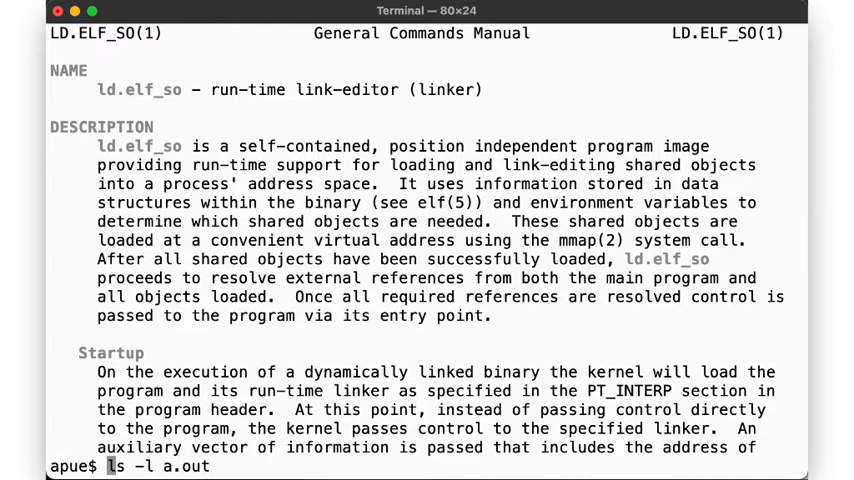 Terminal — 80×24
LD.ELF_SO(1) General Commands Manual LD.ELF_SO(1)
NAME
ld.elf_so – run-time link-editor (linker)
DESCRIPTION
ld.elf_so is a self-contained, position independent program image
providing run-time support for loading and link-editing shared objects
into a process' address space. It uses information stored in data
structures within the binary (see elf(5)) and environment variables to
determine which shared objects are needed. These shared objects are
loaded at a convenient virtual address using the mmap(2) system call.
After all shared objects have been successfully loaded, ld.elf_so
proceeds to resolve external references from both the main program and
all objects loaded. Once all required references are resolved control is
passed to the program via its entry point.
Startup
On the execution of a dynamically linked binary the kernel will load the
program and its run-time linker as specified in the PT_INTERP section in
the program header. At this point, instead of passing control directly
to the program, the kernel passes control to the specified linker. An
auxiliary vector of information is passed that includes the address of
apue$ ls -l a.out